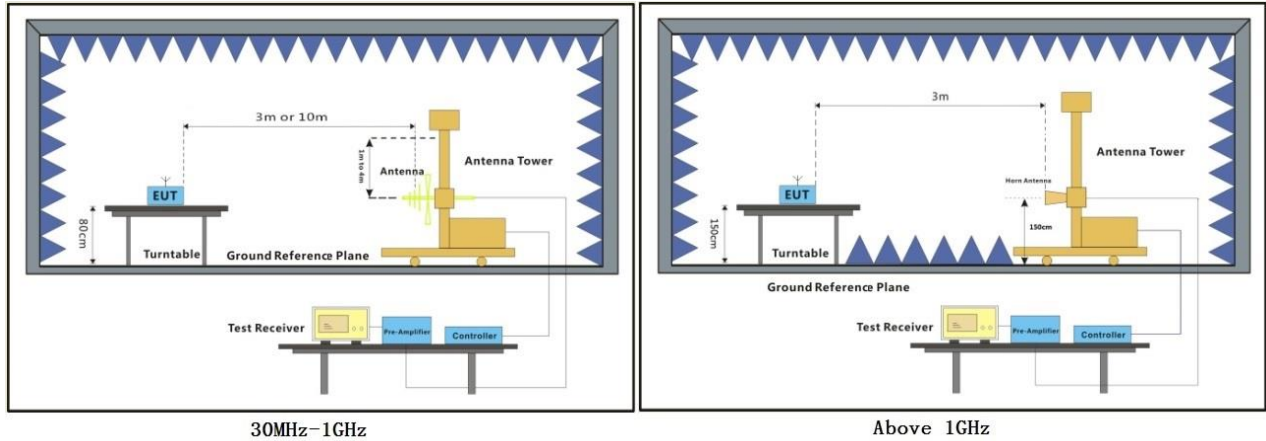 3m or 10m
1m to 4m
Antenna
Antenna Tower
EUT
80cm
Turntable
Ground Reference Plane
Test Receiver
Pre-Amplifier
Controller
30MHz-1GHz
3m
Antenna Tower
Horn Antenna
EUT
150cm
150cm
Turntable
Ground Reference Plane
Test Receiver
Pre-Amplifier
Controller
Above 1GHz